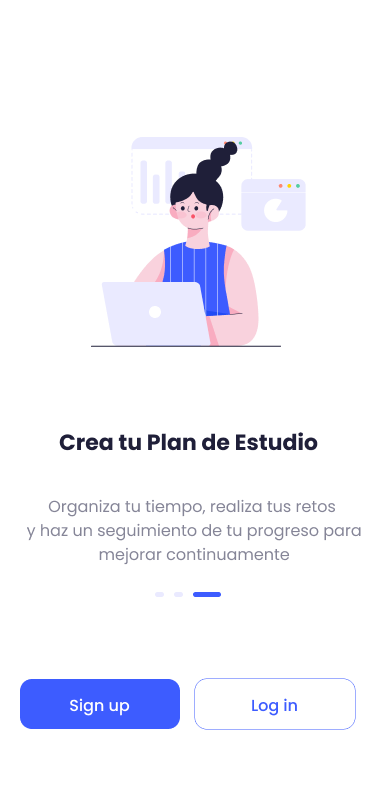 Crea tu Plan de Estudio
Organiza tu tiempo, realiza tus retos
y haz un seguimiento de tu progreso para
mejorar continuamente
Sign up
Log in